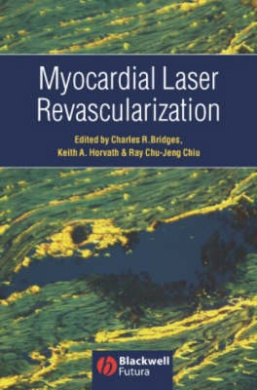 Myocardial Laser
Revascularization
Edited by Charles R. Bridges,
Keith A. Horvath & Ray Chu-Jeng Chiu
Blackwell
Futura